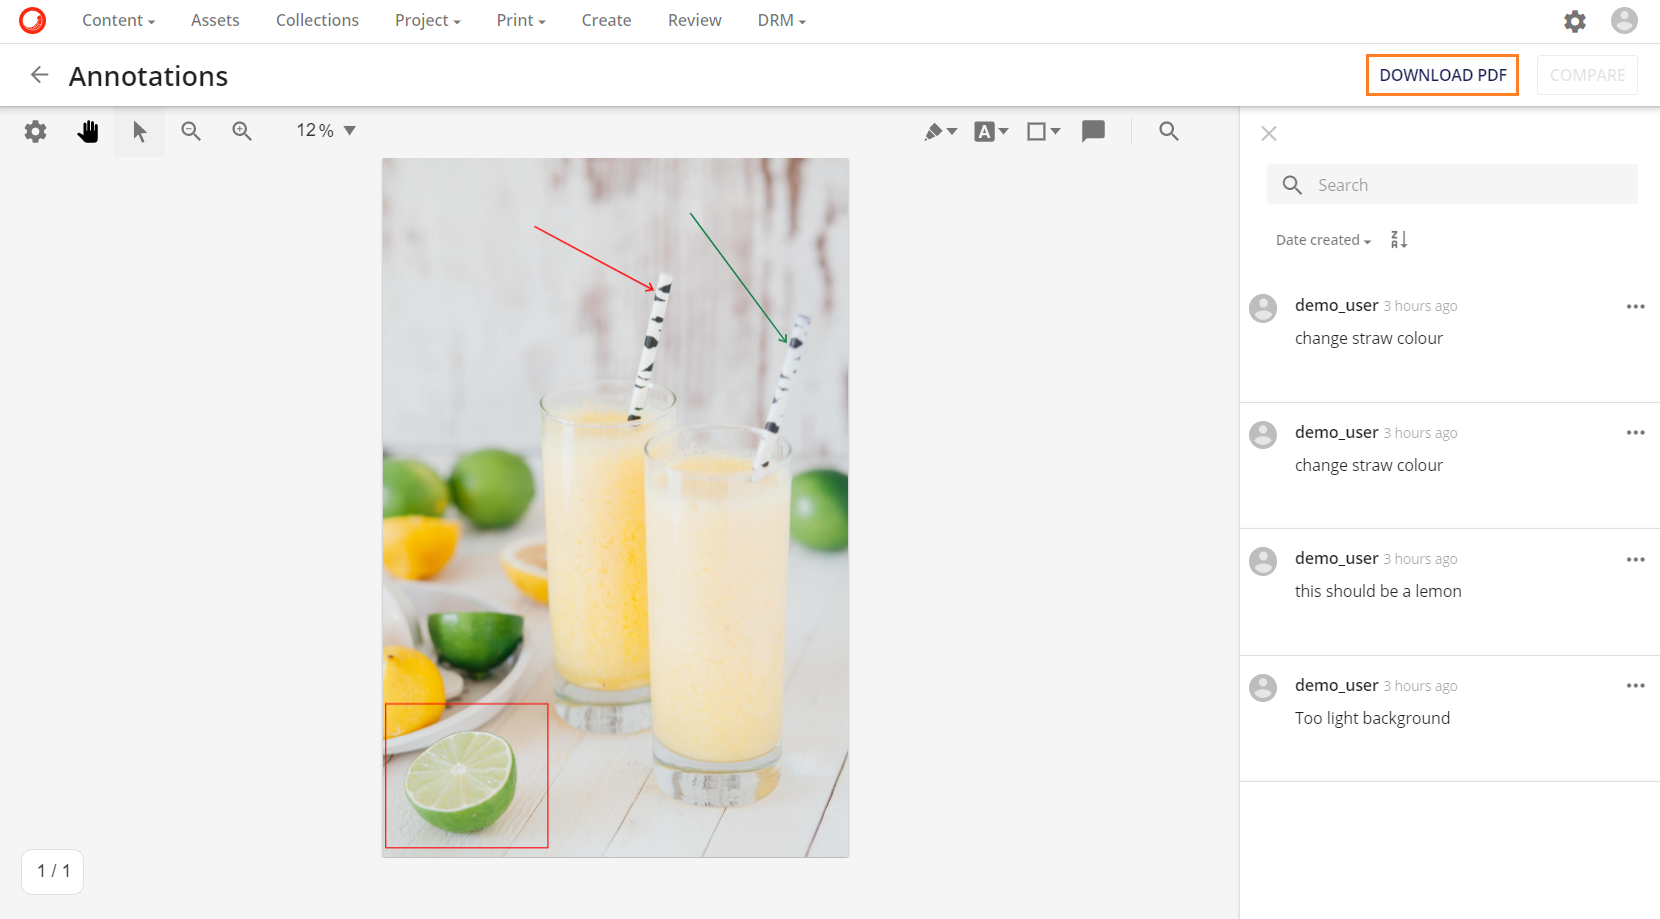 Content Assets Collections Project Print Create Review DRM
Annotations DOWNLOAD PDF COMPARE
12 % A
Search
Date created Z A
demo_user 3 hours ago
change straw colour
demo_user 3 hours ago
change straw colour
demo_user 3 hours ago
this should be a lemon
demo_user 3 hours ago
Too light background
1 / 1